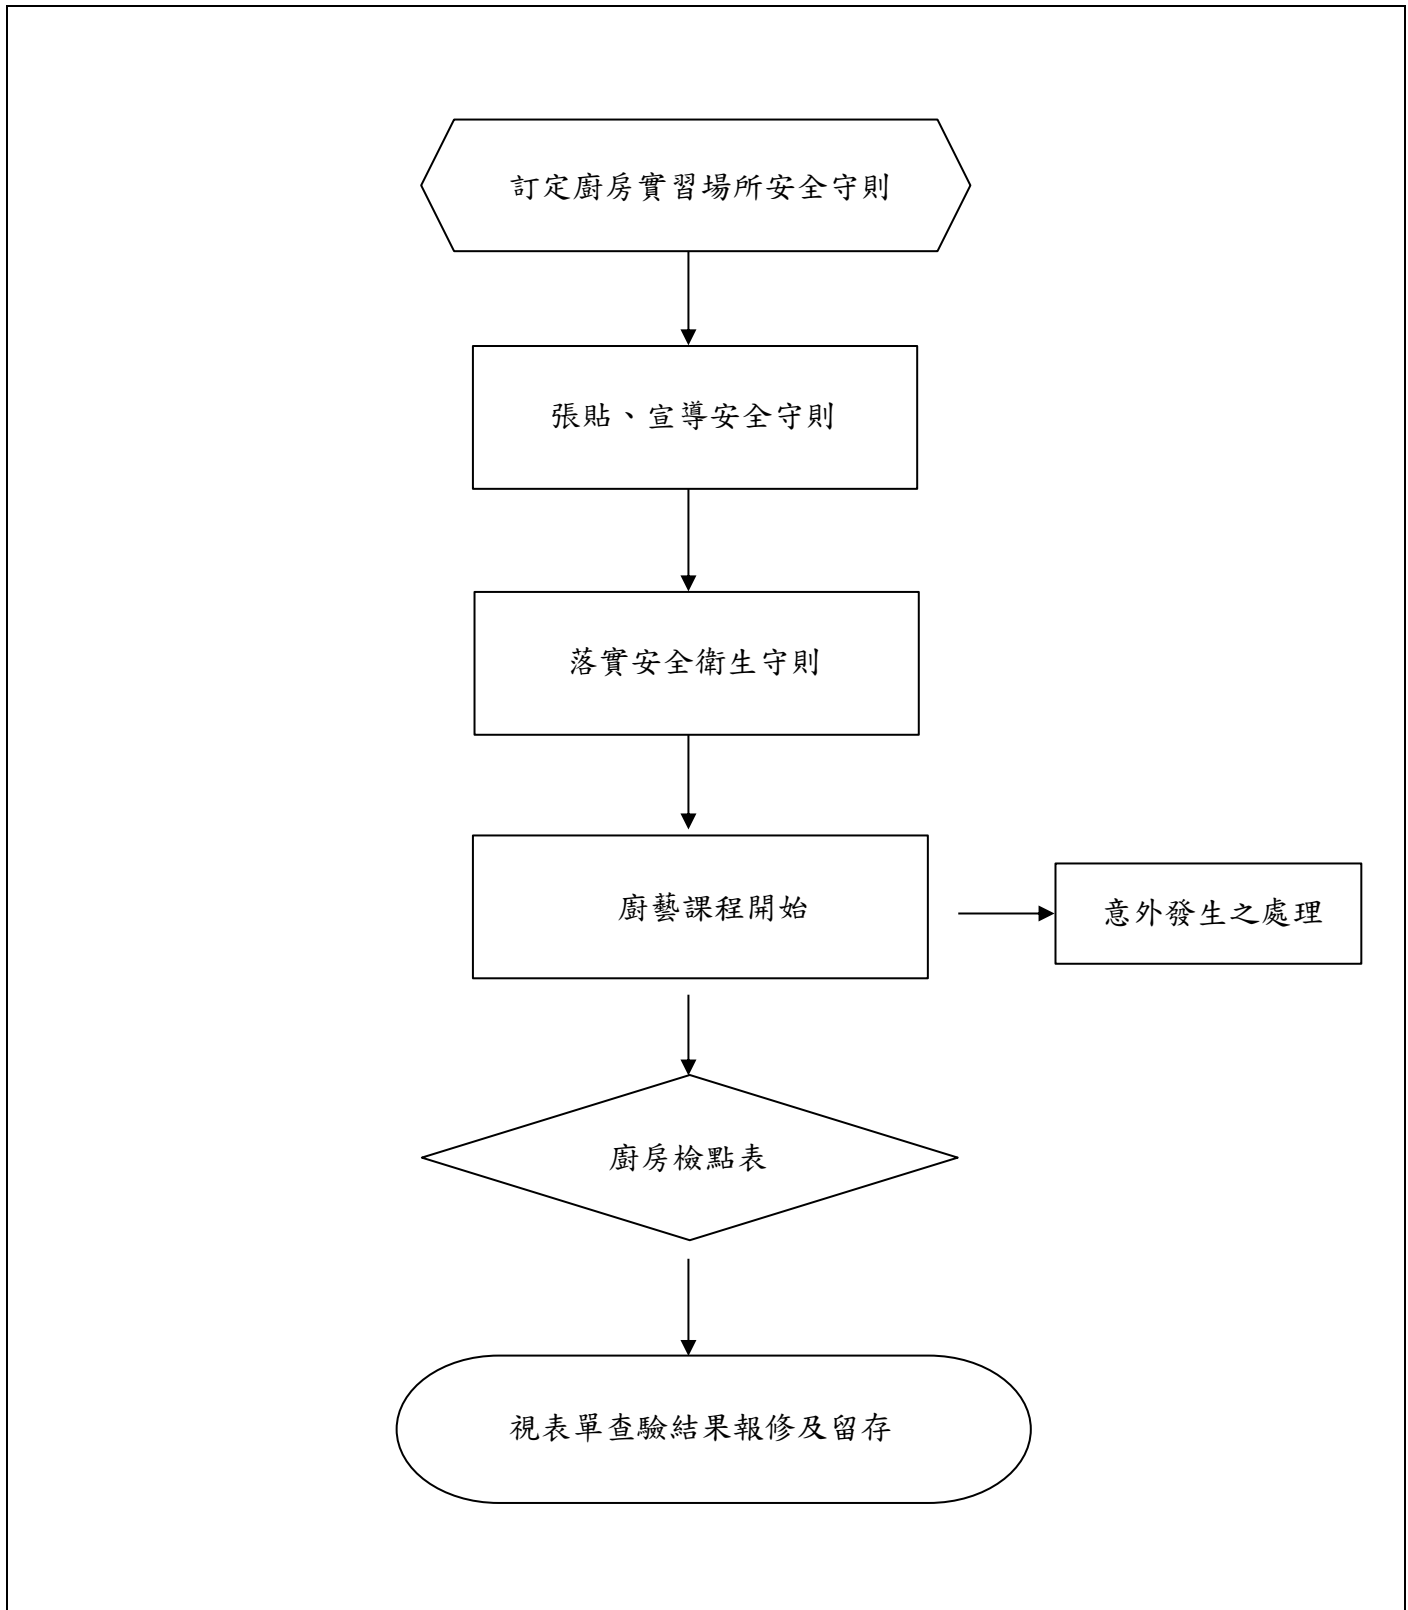 訂定廚房實習場所安全守則
張貼、宣導安全守則
落實安全衛生守則
廚藝課程開始
意外發生之處理
廚房檢點表
視表單查驗結果報修及留存